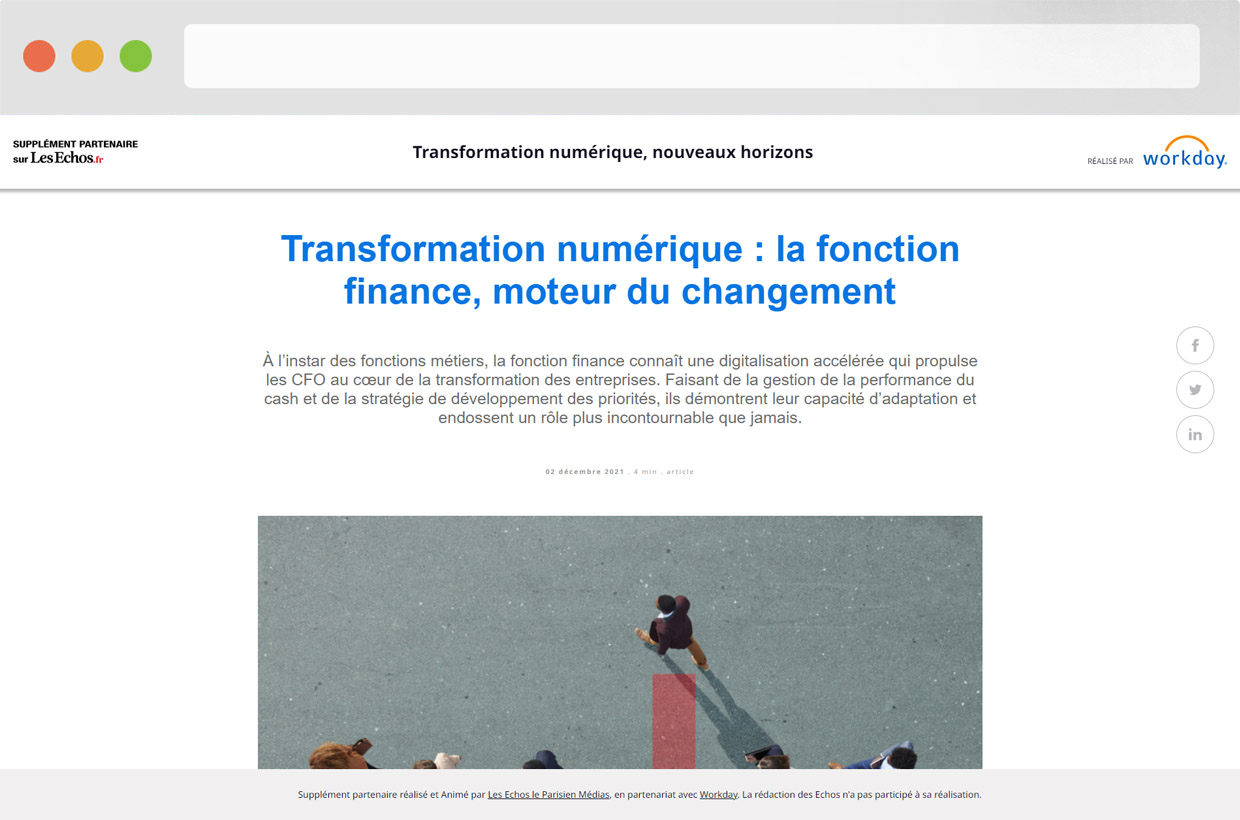 SUPPLÉMENT PARTENAIRE
sur Les Echos.fr
Transformation numérique, nouveaux horizons
RÉALISÉ PAR workday.
Transformation numérique : la fonction
finance, moteur du changement
À l’instar des fonctions métiers, la fonction finance connaît une digitalisation accélérée qui propulse
les CFO au cœur de la transformation des entreprises. Faisant de la gestion de la performance du
cash et de la stratégie de développement des priorités, ils démontrent leur capacité d’adaptation et
endossent un rôle plus incontournable que jamais.
02 décembre 2021 . 4 min . article
Supplément partenaire réalisé et Animé par Les Echos le Parisien Médias, en partenariat avec Workday. La rédaction des Echos n'a pas participé à sa réalisation.